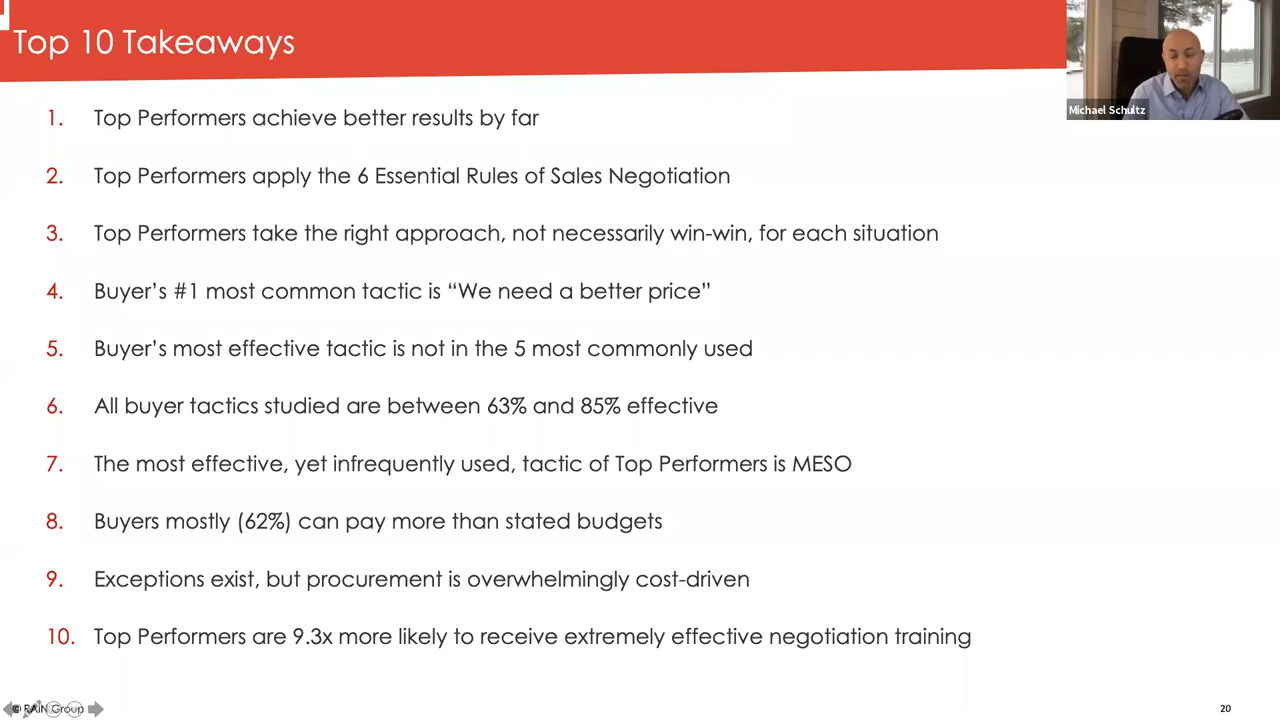 Top 10 Takeaways
Michael Schultz
1. Top Performers achieve better results by far
2. Top Performers apply the 6 Essential Rules of Sales Negotiation
3. Top Performers take the right approach, not necessarily win-win, for each situation
4. Buyer’s #1 most common tactic is “We need a better price”
5. Buyer’s most effective tactic is not in the 5 most commonly used
6. All buyer tactics studied are between 63% and 85% effective
7. The most effective, yet infrequently used, tactic of Top Performers is MESO
8. Buyers mostly (62%) can pay more than stated budgets
9. Exceptions exist, but procurement is overwhelmingly cost-driven
10. Top Performers are 9.3x more likely to receive extremely effective negotiation training
© RAIN Group
20